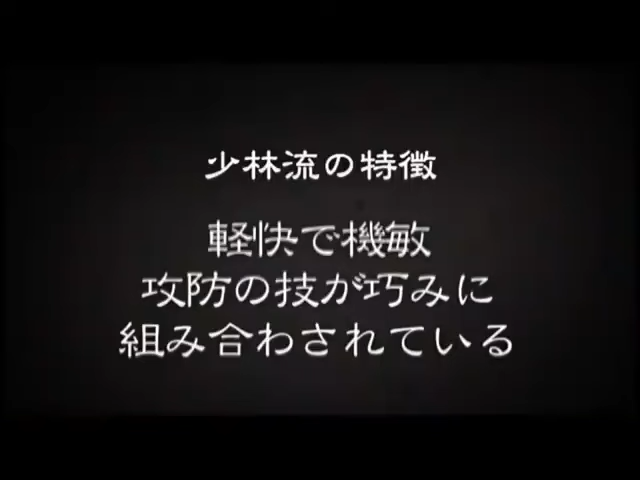 少林流の特徴
軽快で機敏
攻防の技が巧みに
組み合わされている